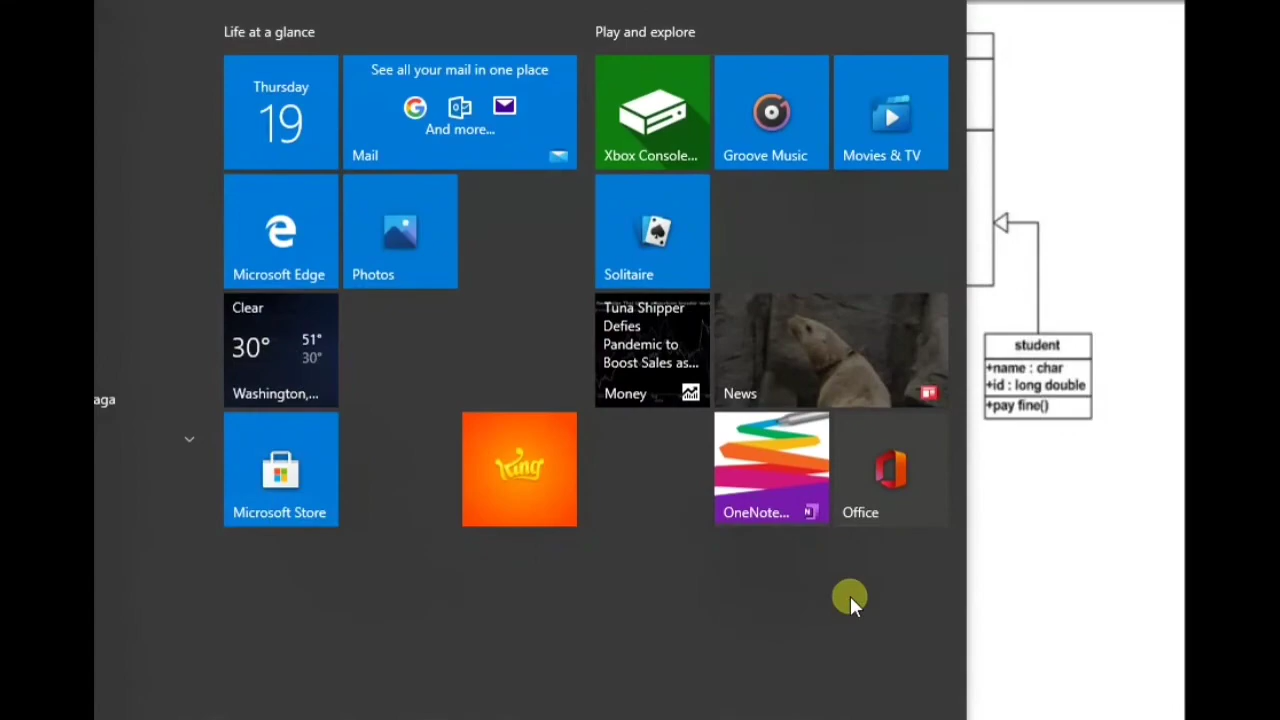 Life at a glance
Play and explore
Thursday
19
See all your mail in one place
And more...
Mail
Xbox Console...
Groove Music
Movies & TV
Microsoft Edge
Photos
Solitaire
Clear
30°
51°
30°
Washington,...
Tuna Shipper
Defies
Pandemic to
Boost Sales as...
Money
News
aga
Microsoft Store
King
OneNote...
N
Office
student
+name : char
+id : long double
+pay fine()